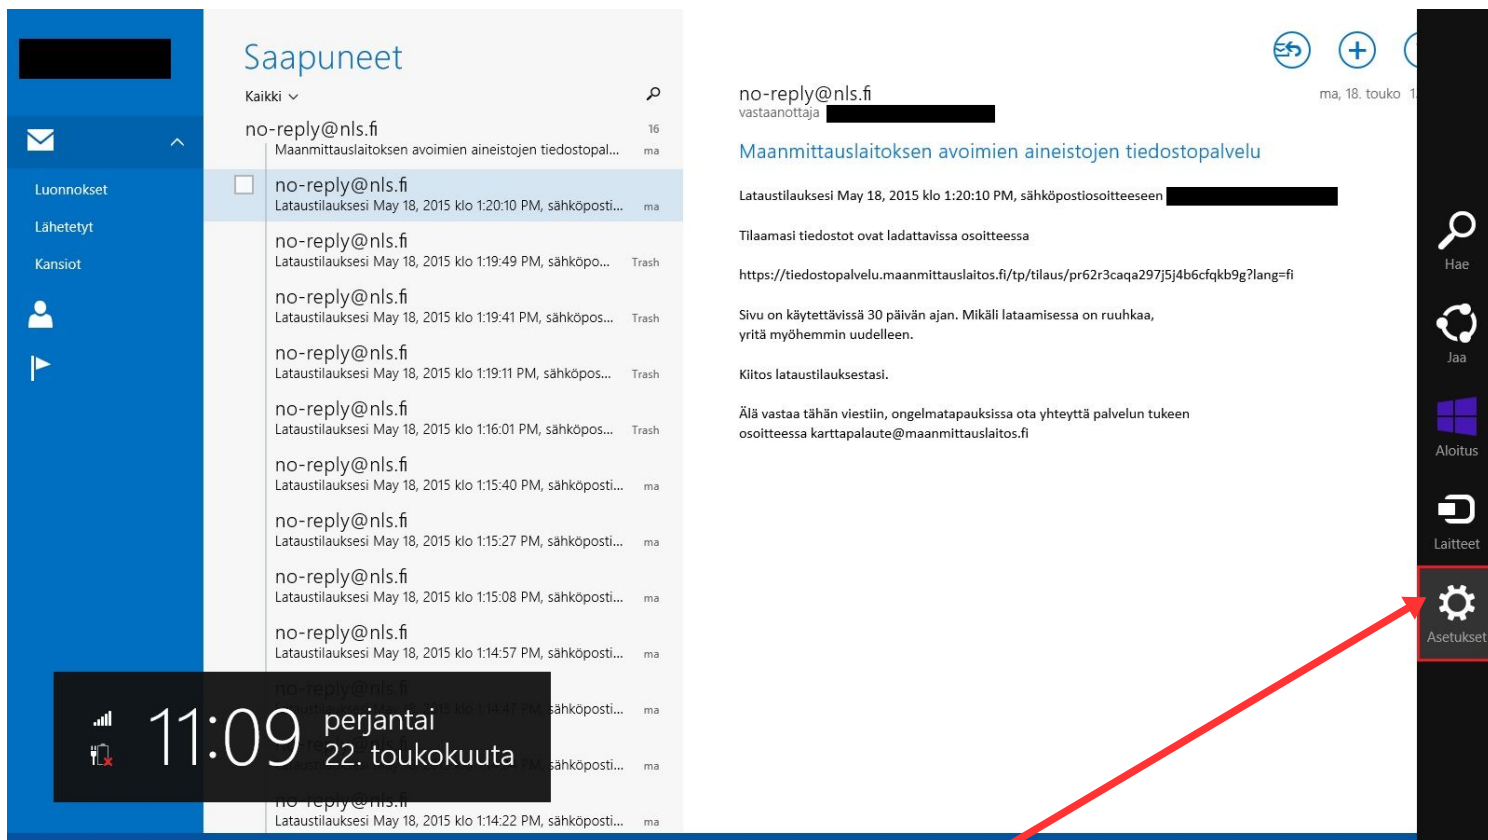 Saapuneet
Kaikki
no-reply@nls.fi 16
Maanmittauslaitoksen avoimien aineistojen tiedostopal... ma
no-reply@nls.fi
Lataustilauksesi May 18, 2015 klo 1:20:10 PM, sähköposti... ma
no-reply@nls.fi
Lataustilauksesi May 18, 2015 klo 1:19:49 PM, sähköpo... Trash
no-reply@nls.fi
Lataustilauksesi May 18, 2015 klo 1:19:41 PM, sähköpos... Trash
no-reply@nls.fi
Lataustilauksesi May 18, 2015 klo 1:19:11 PM, sähköpos... Trash
no-reply@nls.fi
Lataustilauksesi May 18, 2015 klo 1:16:01 PM, sähköpos... Trash
no-reply@nls.fi
Lataustilauksesi May 18, 2015 klo 1:15:40 PM, sähköposti... ma
no-reply@nls.fi
Lataustilauksesi May 18, 2015 klo 1:15:27 PM, sähköposti... ma
no-reply@nls.fi
Lataustilauksesi May 18, 2015 klo 1:15:08 PM, sähköposti... ma
no-reply@nls.fi
Lataustilauksesi May 18, 2015 klo 1:14:57 PM, sähköposti... ma
no-reply@nls.fi
sähköposti... ma
sähköposti... ma
no-reply@nls.fi
Lataustilauksesi May 18, 2015 klo 1:14:22 PM, sähköposti... ma
Luonnokset
Lähetetyt
Kansiot
11:09
perjantai
22. toukokuuta
no-reply@nls.fi
ma, 18. touko
vastaanottaja
Maanmittauslaitoksen avoimien aineistojen tiedostopalvelu
Lataustilauksesi May 18, 2015 klo 1:20:10 PM, sähköpostiosoitteeseen
Tilaamasi tiedostot ovat ladattavissa osoitteessa
https://tiedostopalvelu.maanmittauslaitos.fi/tp/tilaus/pr62r3caqa297j5j4b6cfqkb9g?lang=fi
Sivu on käytettävissä 30 päivän ajan. Mikäli lataamisessa on ruuhkaa,
yritä myöhemmin uudelleen.
Kiitos lataustilauksestasi.
Älä vastaa tähän viestiin, ongelmatapauksissa ota yhteyttä palvelun tukeen
osoitteessa karttapalaute@maanmittauslaitos.fi
Hae
Jaa
Aloitus
Laitteet
Asetukset